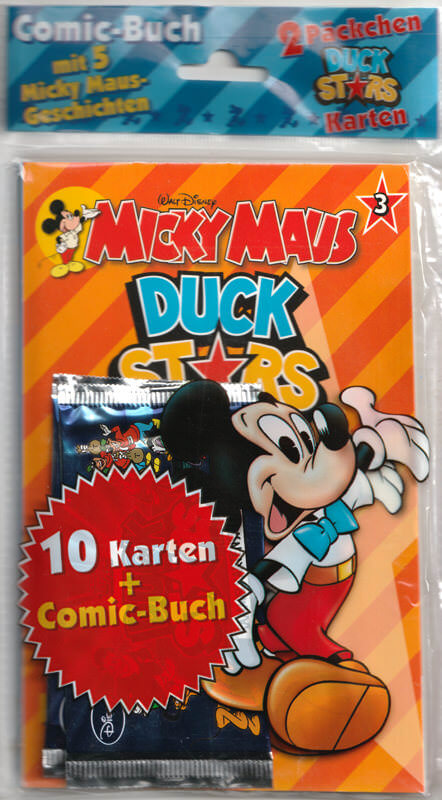 Comic-Buch
mit 5
Micky Maus-
Geschichten
2 Päckchen
DUCK
STARS
Karten
WALT DISNEY
MICKY MAUS
3
DUCK
STARS
10 Karten
+
Comic-Buch